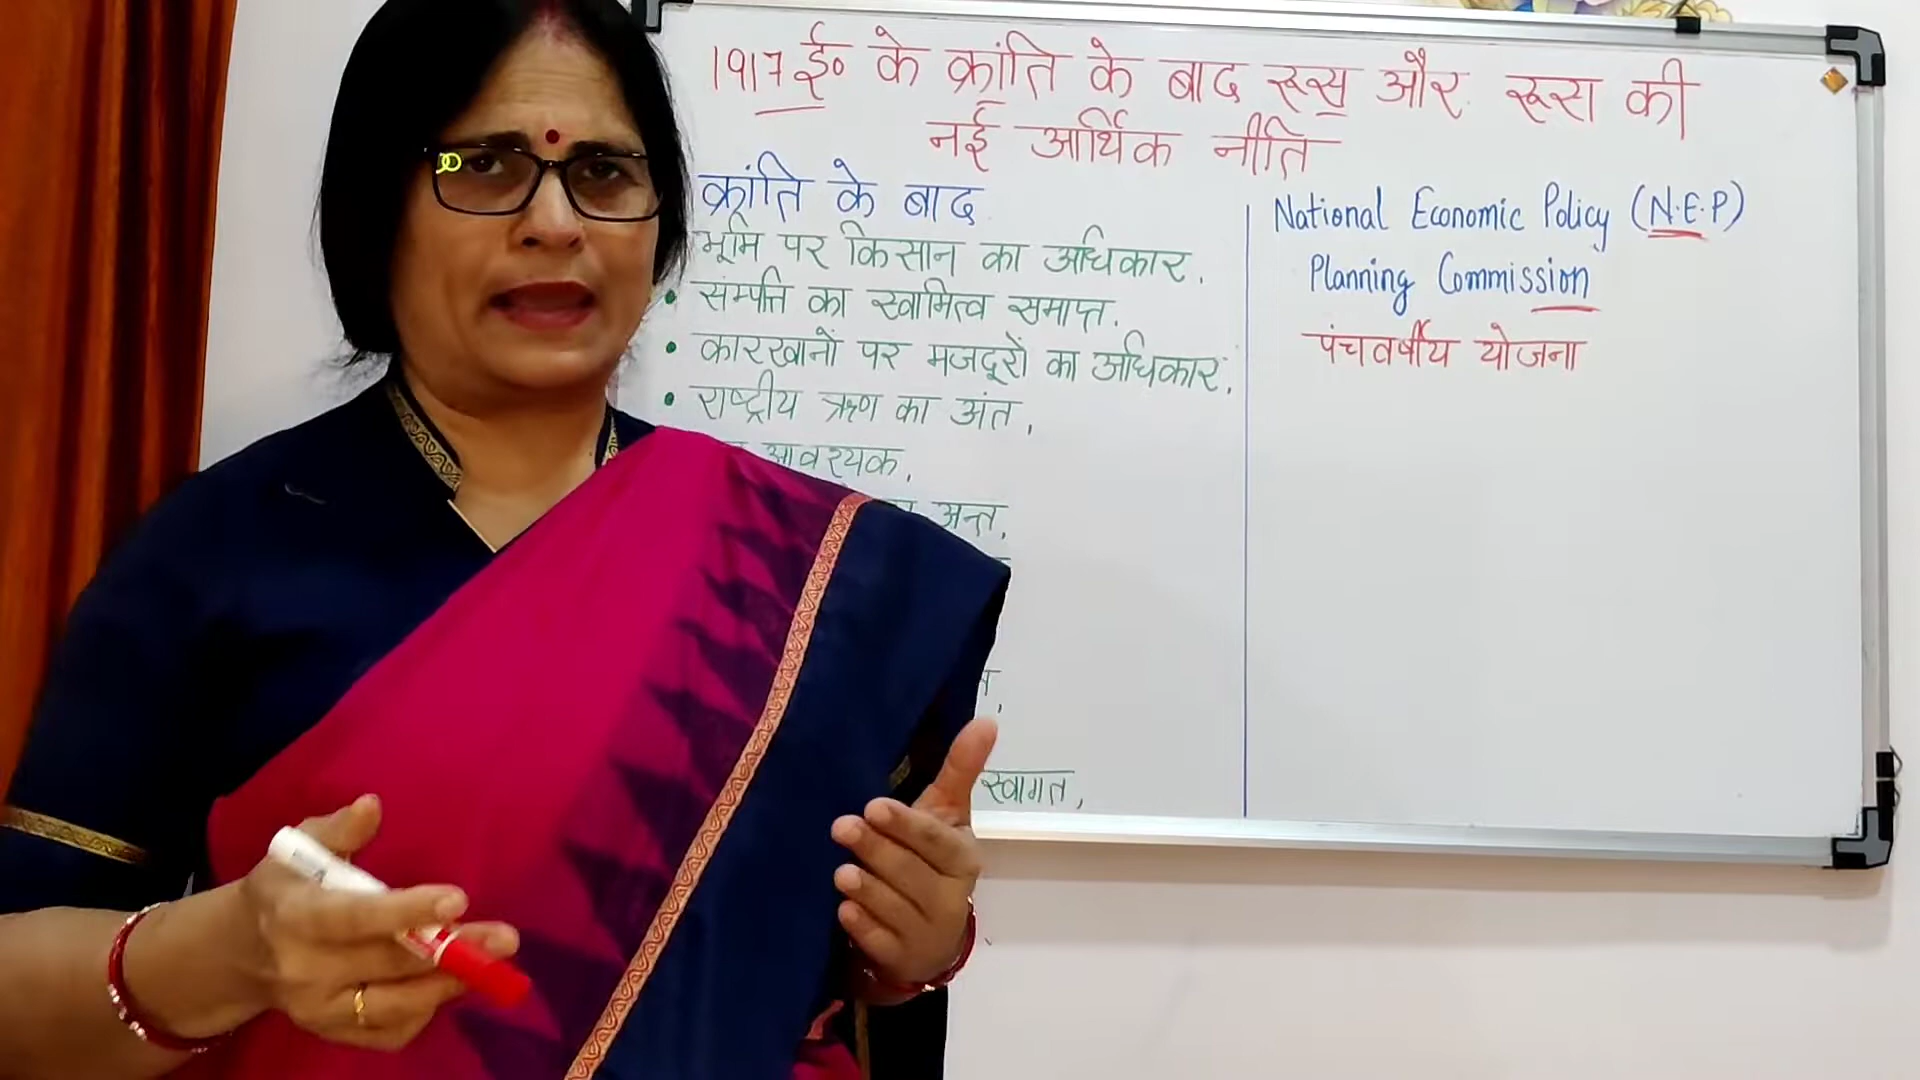 1917 ई० के क्रांति के बाद रूस और रूस की
नई आर्थिक नीति
क्रांति के बाद
भूमि पर किसान का अधिकार.
• संम्पत्ति का स्वामित्व समाप्त.
• कारखानों पर मजदूरों का अधिकार.
• राष्ट्रीय ऋण का अंत.
आवश्यक.
अन्त.
स्वागत.
National Economic Policy (N.E.P)
Planning Commission
पंचवर्षीय योजना